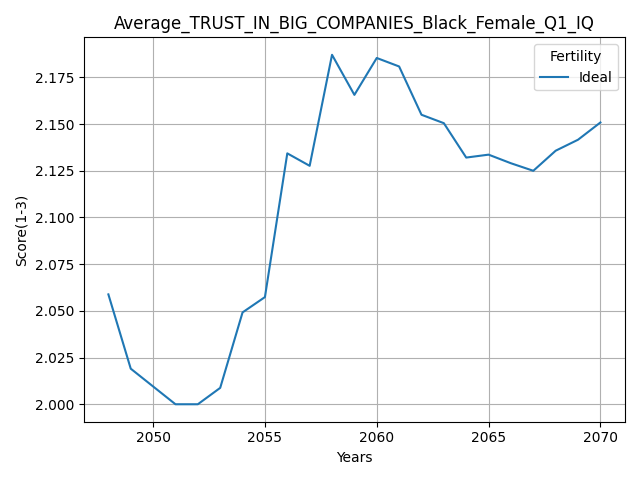 Average_TRUST_IN_BIG_COMPANIES_Black_Female_Q1_IQ
Fertility
Ideal
2.175
2.150
2.125
2.100
2.075
2.050
2.025
2.000
Score(1-3)
2050 2055 2060 2065 2070
Years